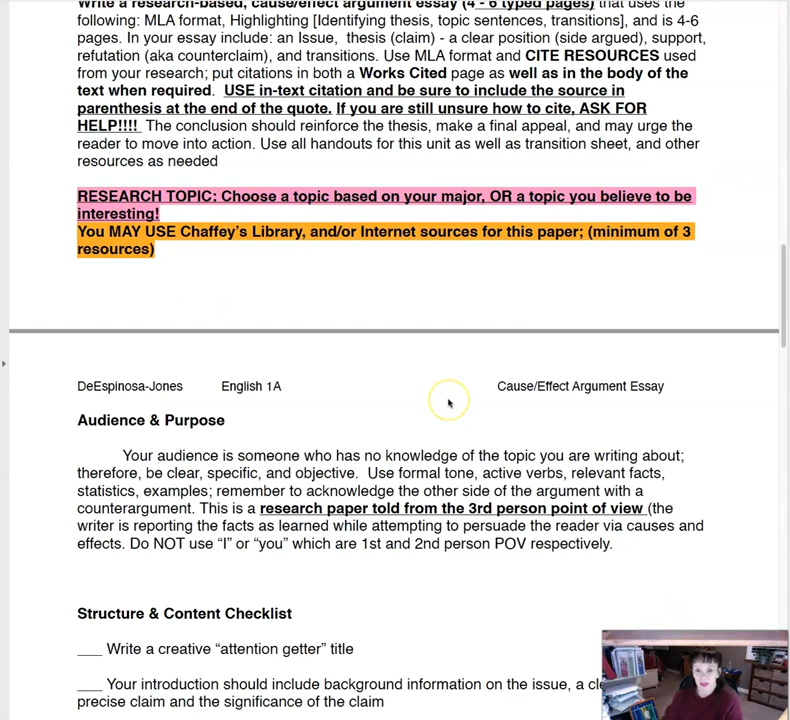 Write a research-based, cause/effect argument essay (4 - 6 typed pages) that uses the
following: MLA format, Highlighting [Identifying thesis, topic sentences, transitions], and is 4-6
pages. In your essay include: an Issue,  thesis (claim) - a clear position (side argued), support,
refutation (aka counterclaim), and transitions. Use MLA format and CITE RESOURCES used
from your research; put citations in both a Works Cited page as well as in the body of the
text when required.  USE in-text citation and be sure to include the source in
parenthesis at the end of the quote. If you are still unsure how to cite, ASK FOR
HELP!!!!  The conclusion should reinforce the thesis, make a final appeal, and may urge the
reader to move into action. Use all handouts for this unit as well as transition sheet, and other
resources as needed
RESEARCH TOPIC: Choose a topic based on your major, OR a topic you believe to be
interesting!
You MAY USE Chaffey's Library, and/or Internet sources for this paper; (minimum of 3
resources)
DeEspinosa-Jones English 1A Cause/Effect Argument Essay
Audience & Purpose
Your audience is someone who has no knowledge of the topic you are writing about;
therefore, be clear, specific, and objective.  Use formal tone, active verbs, relevant facts,
statistics, examples; remember to acknowledge the other side of the argument with a
counterargument. This is a research paper told from the 3rd person point of view (the
writer is reporting the facts as learned while attempting to persuade the reader via causes and
effects. Do NOT use "I" or "you" which are 1st and 2nd person POV respectively.
Structure & Content Checklist
___ Write a creative "attention getter" title
___ Your introduction should include background information on the issue, a
precise claim and the significance of the claim